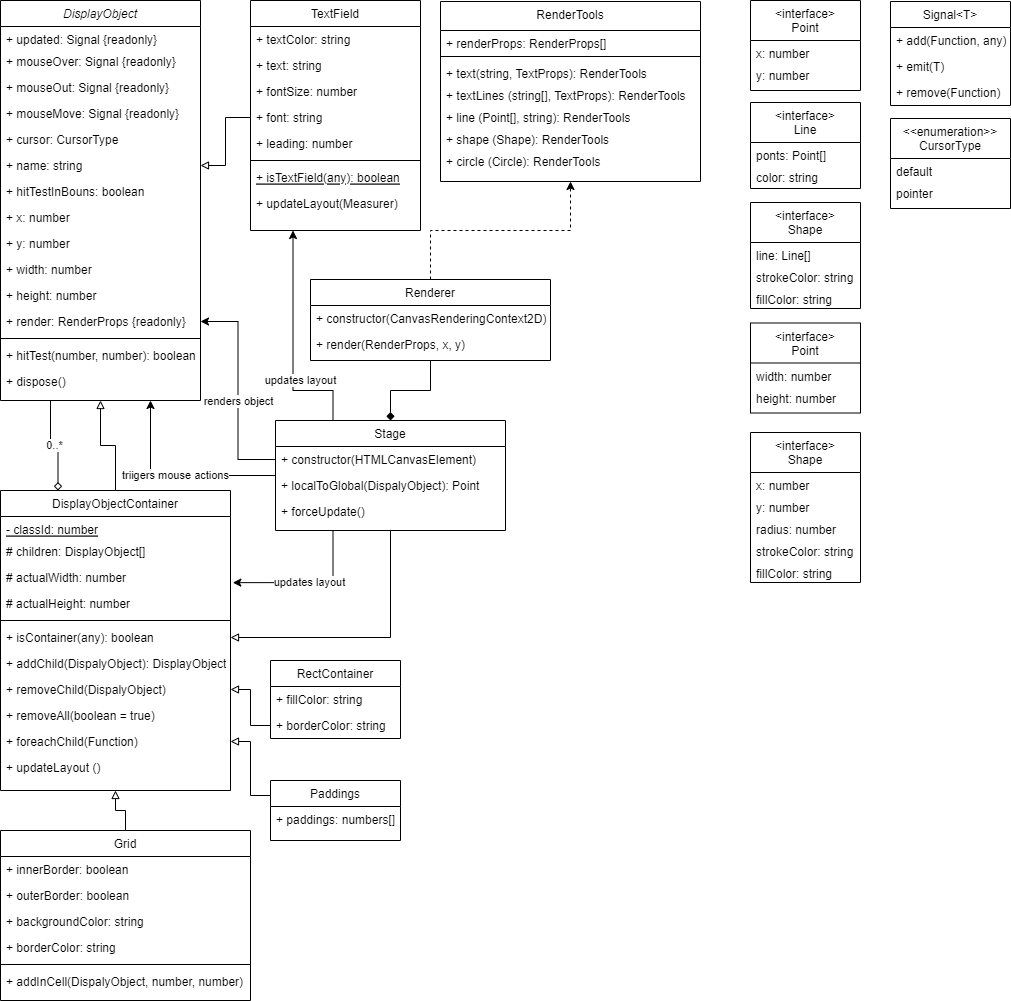 DisplayObject
+ updated: Signal {readonly}
+ mouseOver: Signal {readonly}
+ mouseOut: Signal {readonly}
+ mouseMove: Signal {readonly}
+ cursor: CursorType
+ name: string
+ hitTestInBouns: boolean
+ x: number
+ y: number
+ width: number
+ height: number
+ render: RenderProps {readonly}
+ hitTest(number, number): boolean
+ dispose()
TextField
+ textColor: string
+ text: string
+ fontSize: number
+ font: string
+ leading: number
+ isTextField(any): boolean
+ updateLayout(Measurer)
RenderTools
+ renderProps: RenderProps[]
+ text(string, TextProps): RenderTools
+ textLines (string[], TextProps): RenderTools
+ line (Point[], string): RenderTools
+ shape (Shape): RenderTools
+ circle (Circle): RenderTools
<interface>
Point
x: number
y: number
Signal<T>
+ add(Function, any)
+ emit(T)
+ remove(Function)
<interface>
Line
ponts: Point[]
color: string
<<enumeration>>
CursorType
default
pointer
<interface>
Shape
line: Line[]
strokeColor: string
fillColor: string
Renderer
+ constructor(CanvasRenderingContext2D)
+ render(RenderProps, x, y)
<interface>
Point
width: number
height: number
updates layout
renders object
Stage
+ constructor(HTMLCanvasElement)
+ localToGlobal(DispalyObject): Point
+ forceUpdate()
<interface>
Shape
x: number
y: number
radius: number
strokeColor: string
fillColor: string
0..*
triigers mouse actions
DisplayObjectContainer
- classId: number
# children: DisplayObject[]
# actualWidth: number
# actualHeight: number
+ isContainer(any): boolean
+ addChild(DispalyObject): DisplayObject
+ removeChild(DispalyObject)
+ removeAll(boolean = true)
+ foreachChild(Function)
+ updateLayout ()
updates layout
RectContainer
+ fillColor: string
+ borderColor: string
Paddings
+ paddings: numbers[]
Grid
+ innerBorder: boolean
+ outerBorder: boolean
+ backgroundColor: string
+ borderColor: string
+ addInCell(DispalyObject, number, number)